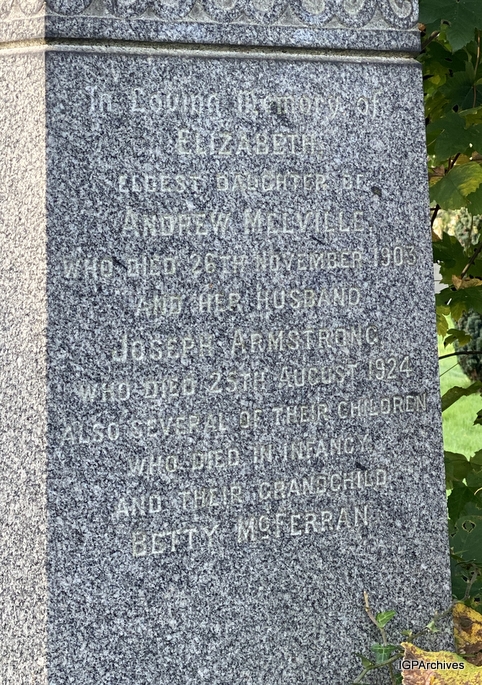 In Loving Memory of
ELIZABETH
ELDEST DAUGHTER OF
ANDREW MELVILLE
WHO DIED 26TH NOVEMBER 1903
AND HER HUSBAND
JOSEPH ARMSTRONG
WHO DIED 25TH AUGUST 1924
ALSO SEVERAL OF THEIR CHILDREN
WHO DIED IN INFANCY
AND THEIR GRANDCHILD
BETTY McFERRAN
IGPArchives